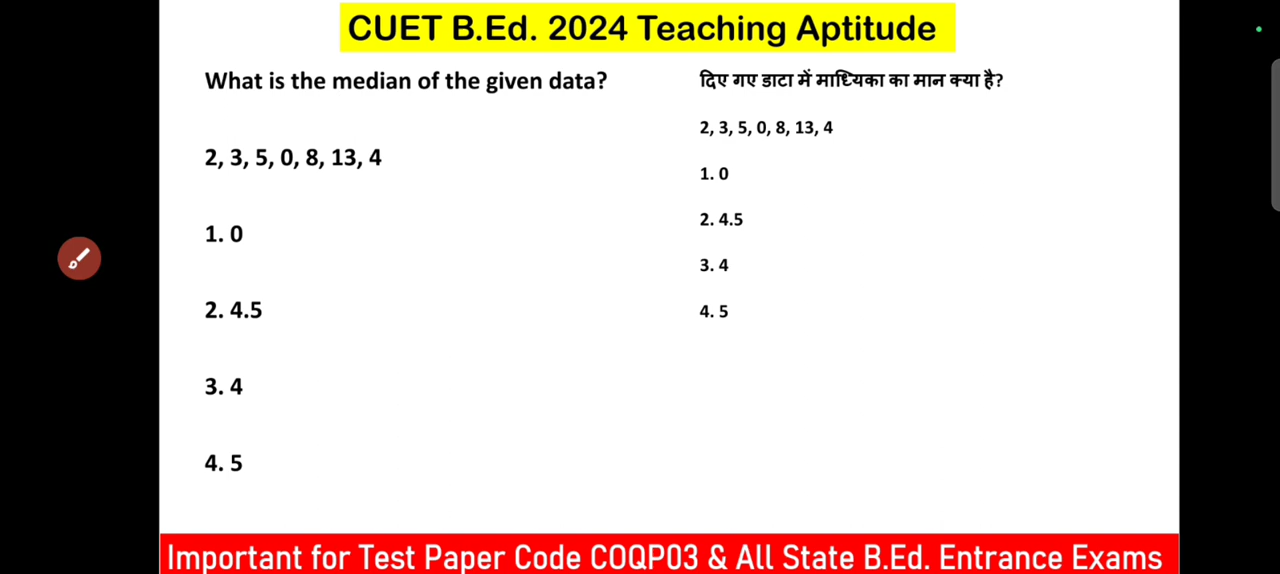 CUET B.Ed. 2024 Teaching Aptitude
What is the median of the given data?
2, 3, 5, 0, 8, 13, 4
1. 0
2. 4.5
3. 4
4. 5
दिए गए डाटा में माध्यिका का मान क्या है?
2, 3, 5, 0, 8, 13, 4
1. 0
2. 4.5
3. 4
4. 5
Important for Test Paper Code COQP03 & All State B.Ed. Entrance Exams